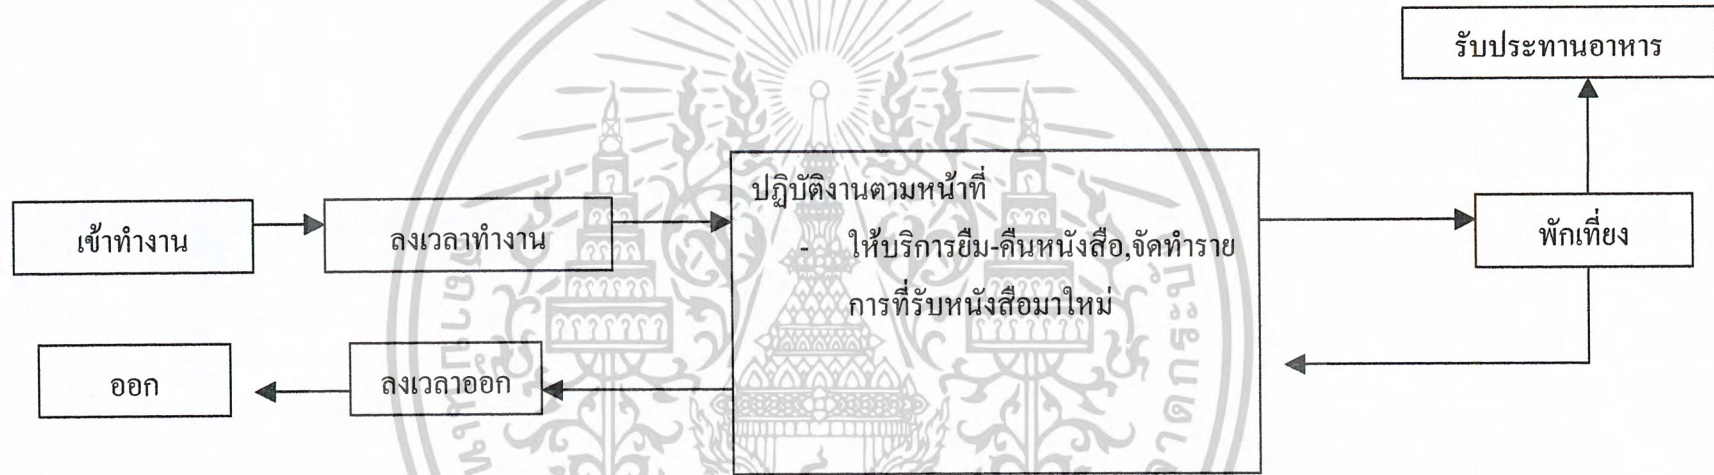 รับประทานอาหาร
ปฏิบัติงานตามหน้าที่
เข้าทำงาน
ลงเวลาทำงาน
- ให้บริการยืม-คืนหนังสือ,จัดทำราย
พักเที่ยง
การที่รับหนังสือมาใหม่
ออก
ลงเวลาออก